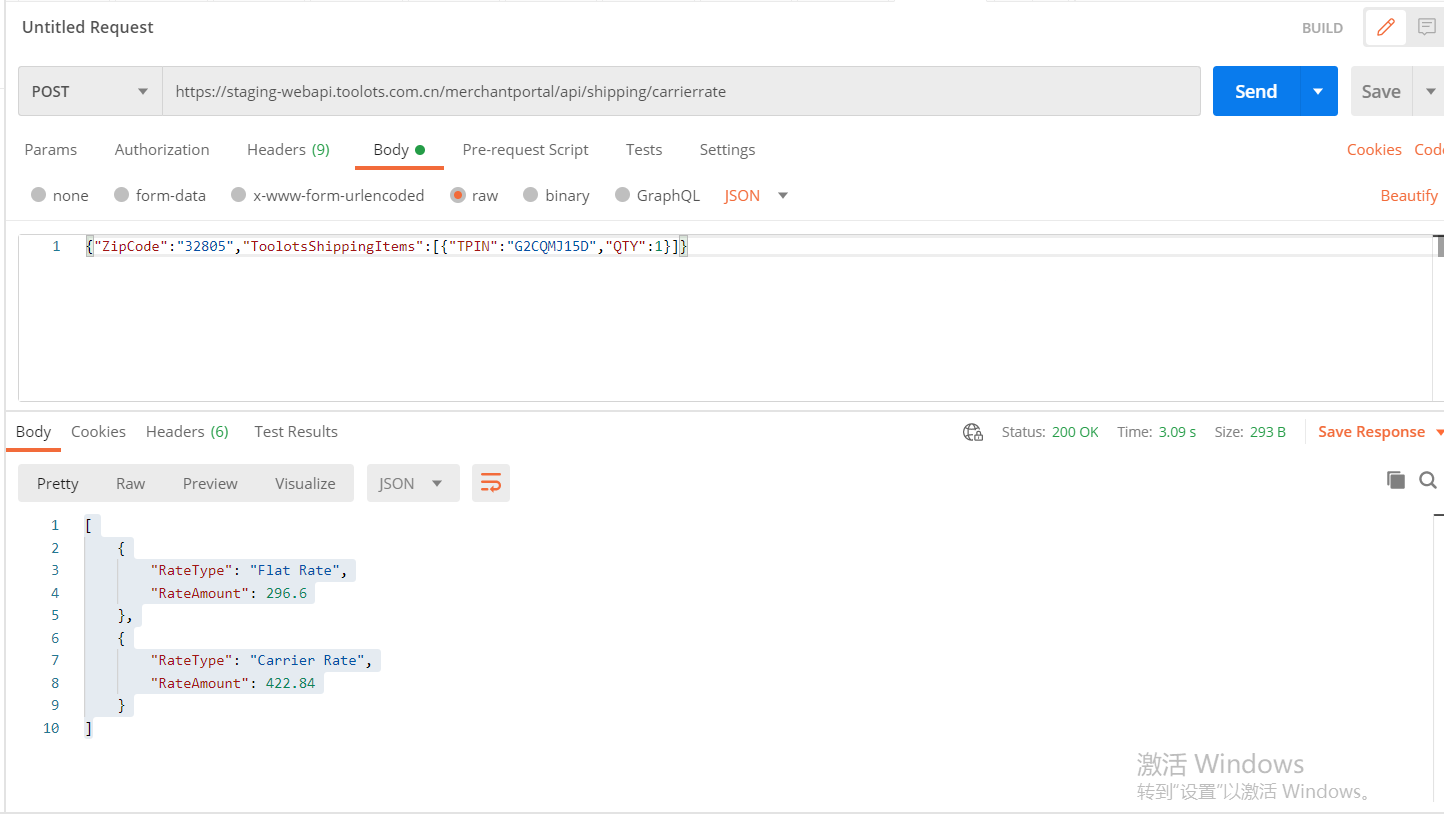 Untitled Request
BUILD
POST
https://staging-webapi.toolots.com.cn/merchantportal/api/shipping/carrierrate
Send
Save
Params Authorization Headers (9) Body Pre-request Script Tests Settings Cookies Code
none form-data x-www-form-urlencoded raw binary GraphQL JSON Beautify
1 {"ZipCode":"32805","ToolotsShippingItems":[{"TPIN":"G2CQMJ15D","QTY":1}]}
Body Cookies Headers (6) Test Results Status: 200 OK Time: 3.09 s Size: 293 B Save Response
Pretty Raw Preview Visualize JSON
1 [
2 {
3 "RateType": "Flat Rate",
4 "RateAmount": 296.6
5 },
6 {
7 "RateType": "Carrier Rate",
8 "RateAmount": 422.84
9 }
10 ]
激活 Windows
转到“设置”以激活 Windows。